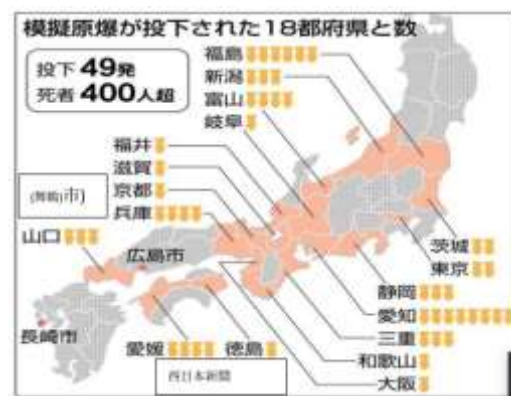 模擬原爆が投下された18都府県と数
投下 49発
死者 400人超
福島
新潟
富山
岐阜
福井
滋賀
京都
兵庫
(舞鶴)市)
山口
広島市
長崎市
愛媛
徳島
茨城
東京
静岡
愛知
三重
和歌山
大阪
西日本新聞